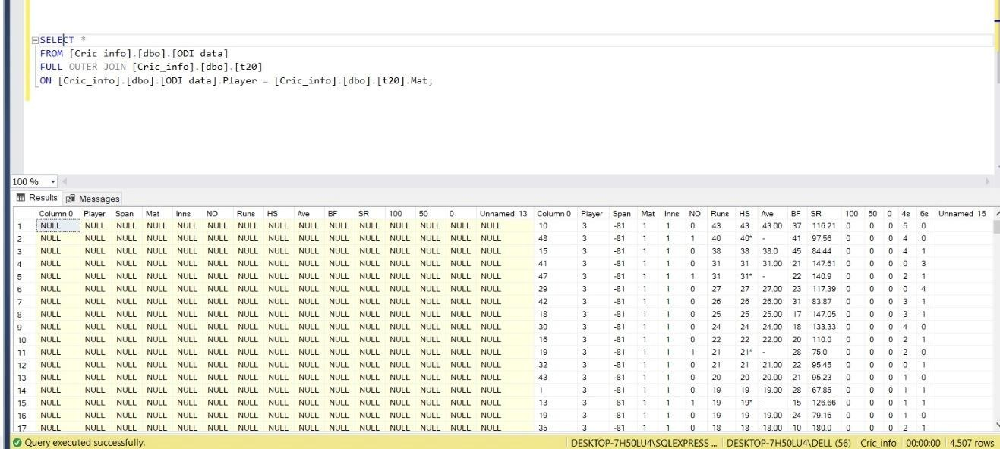 SELECT *
FROM [Cric_info].[dbo].[ODI data]
FULL OUTER JOIN [Cric_info].[dbo].[t20]
ON [Cric_info].[dbo].[ODI data].Player = [Cric_info].[dbo].[t20].Mat;
100 %
Results Messages
Column 0 Player Span Mat Inns NO Runs HS Ave BF SR 100 50 0 Unnamed 13 Column 0 Player Span Mat Inns NO Runs HS Ave BF SR 100 50 0 4s 6s Unnamed 15
1 NULL NULL NULL NULL NULL NULL NULL NULL NULL NULL NULL NULL NULL NULL NULL 10 3 -81 1 1 0 43 43 43.00 37 116.21 0 0 0 5 0
2 NULL NULL NULL NULL NULL NULL NULL NULL NULL NULL NULL NULL NULL NULL NULL 48 3 -81 1 1 1 40 40* - 41 97.56 0 0 0 4 0
3 NULL NULL NULL NULL NULL NULL NULL NULL NULL NULL NULL NULL NULL NULL NULL 15 3 -81 1 1 0 38 38 38.0 45 84.44 0 0 0 4 1
4 NULL NULL NULL NULL NULL NULL NULL NULL NULL NULL NULL NULL NULL NULL NULL 41 3 -81 1 1 0 31 31 31.00 21 147.61 0 0 0 0 3
5 NULL NULL NULL NULL NULL NULL NULL NULL NULL NULL NULL NULL NULL NULL NULL 47 3 -81 1 1 1 31 31* - 22 140.9 0 0 0 2 1
6 NULL NULL NULL NULL NULL NULL NULL NULL NULL NULL NULL NULL NULL NULL NULL 29 3 -81 1 1 0 27 27 27.00 23 117.39 0 0 0 0 4
7 NULL NULL NULL NULL NULL NULL NULL NULL NULL NULL NULL NULL NULL NULL NULL 42 3 -81 1 1 0 26 26 26.00 31 83.87 0 0 0 3 1
8 NULL NULL NULL NULL NULL NULL NULL NULL NULL NULL NULL NULL NULL NULL NULL 18 3 -81 1 1 0 25 25 25.00 17 147.05 0 0 0 3 1
9 NULL NULL NULL NULL NULL NULL NULL NULL NULL NULL NULL NULL NULL NULL NULL 30 3 -81 1 1 0 24 24 24.00 18 133.33 0 0 0 4 0
10 NULL NULL NULL NULL NULL NULL NULL NULL NULL NULL NULL NULL NULL NULL NULL 16 3 -81 1 1 0 22 22 22.00 20 110.0 0 0 0 2 1
11 NULL NULL NULL NULL NULL NULL NULL NULL NULL NULL NULL NULL NULL NULL NULL 19 3 -81 1 1 1 21 21* - 28 75.0 0 0 0 2 0
12 NULL NULL NULL NULL NULL NULL NULL NULL NULL NULL NULL NULL NULL NULL NULL 32 3 -81 1 1 0 21 21 21.00 22 95.45 0 0 0 0 1
13 NULL NULL NULL NULL NULL NULL NULL NULL NULL NULL NULL NULL NULL NULL NULL 43 3 -81 1 1 0 20 20 20.00 21 95.23 0 0 0 1 0
14 NULL NULL NULL NULL NULL NULL NULL NULL NULL NULL NULL NULL NULL NULL NULL 1 3 -81 1 1 0 19 19 19.00 28 67.85 0 0 0 1 1
15 NULL NULL NULL NULL NULL NULL NULL NULL NULL NULL NULL NULL NULL NULL NULL 13 3 -81 1 1 1 19 19* - 15 126.66 0 0 0 1 1
16 NULL NULL NULL NULL NULL NULL NULL NULL NULL NULL NULL NULL NULL NULL NULL 19 3 -81 1 1 0 19 19 19.00 24 79.16 0 0 0 1 0
17 NULL NULL NULL NULL NULL NULL NULL NULL NULL NULL NULL NULL NULL NULL NULL 35 3 -81 1 1 0 18 18 18.00 10 180.0 0 0 0 2 1
Query executed successfully. DESKTOP-7H50LU4\SQLEXPRESS ... DESKTOP-7H50LU4\DELL (56) Cric_info 00:00:00 4,507 rows